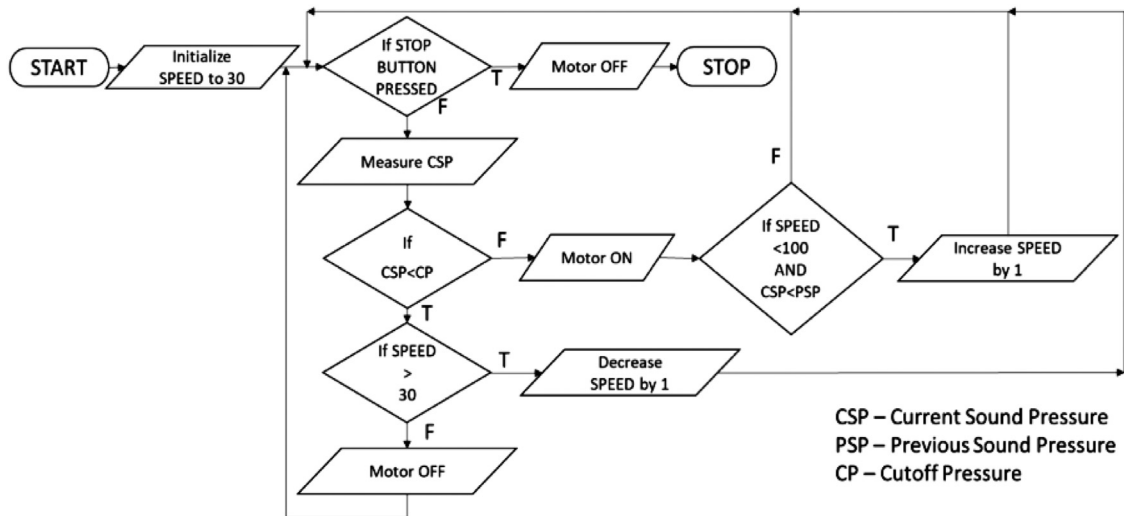 START
Initialize
SPEED to 30
If STOP
BUTTON
PRESSED
T
Motor OFF
STOP
F
Measure CSP
If
CSP<CP
F
Motor ON
If SPEED
<100
AND
CSP<PSP
F
T
Increase SPEED
by 1
T
If SPEED
>
30
T
Decrease
SPEED by 1
F
Motor OFF
CSP – Current Sound Pressure
PSP – Previous Sound Pressure
CP – Cutoff Pressure